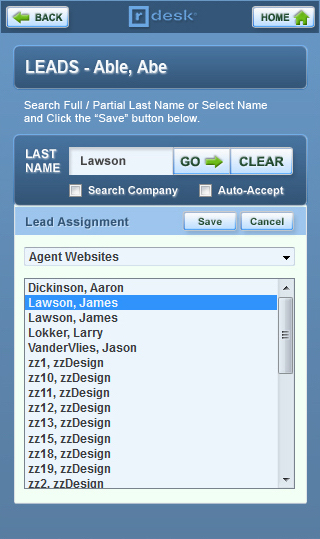 BACK
r desk
HOME
LEADS - Able, Abe
Search Full / Partial Last Name or Select Name
and Click the “Save” button below.
LAST
NAME
Lawson
GO
CLEAR
Search Company
Auto-Accept
Lead Assignment
Save
Cancel
Agent Websites
Dickinson, Aaron
Lawson, James
Lawson, James
Lokker, Larry
VanderVlies, Jason
zz1, zzDesign
zz10, zzDesign
zz11, zzDesign
zz12, zzDesign
zz13, zzDesign
zz15, zzDesign
zz18, zzDesign
zz19, zzDesign
zz2, zzDesign